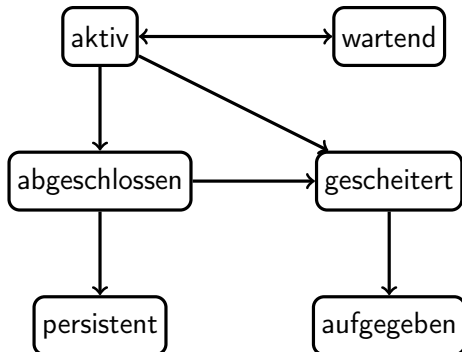 aktiv
wartend
abgeschlossen
gescheitert
persistent
aufgegeben